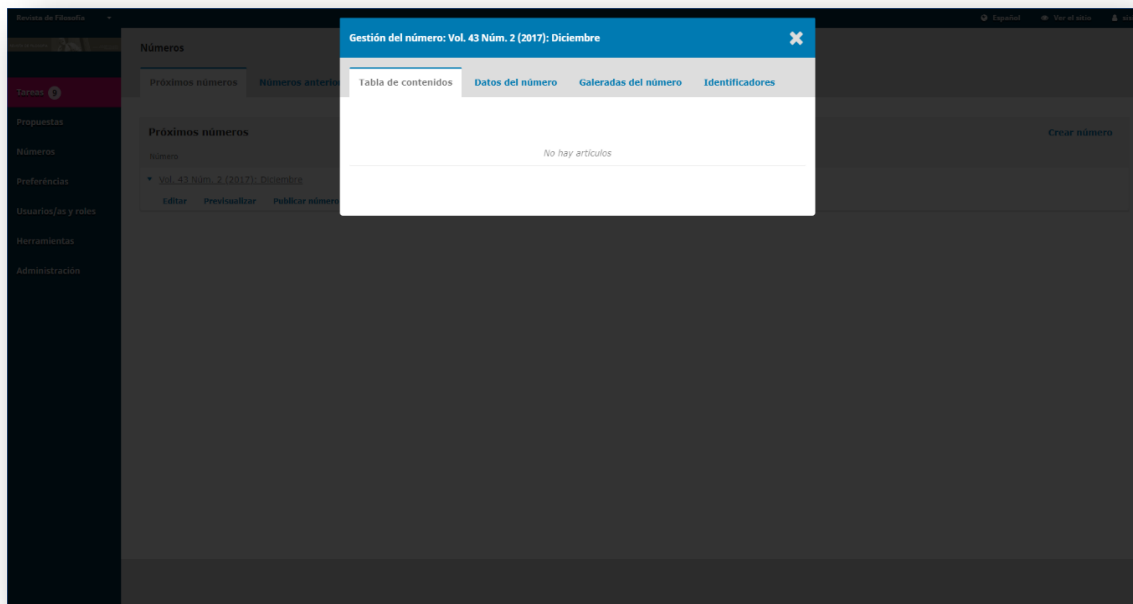 Revista de Filosofía
Español
Ver el sitio
Tareas 0
Propuestas
Números
Preferéncias
Usuarios/as y roles
Herramientas
Administración
Números
Próximos números
Números anterio
Próximos números
Crear número
Número
Vol. 43 Núm. 2 (2017): Diciembre
Editar Previsualizar Publicar número
Gestión del número: Vol. 43 Núm. 2 (2017): Diciembre
Tabla de contenidos Datos del número Galeradas del número Identificadores
No hay artículos